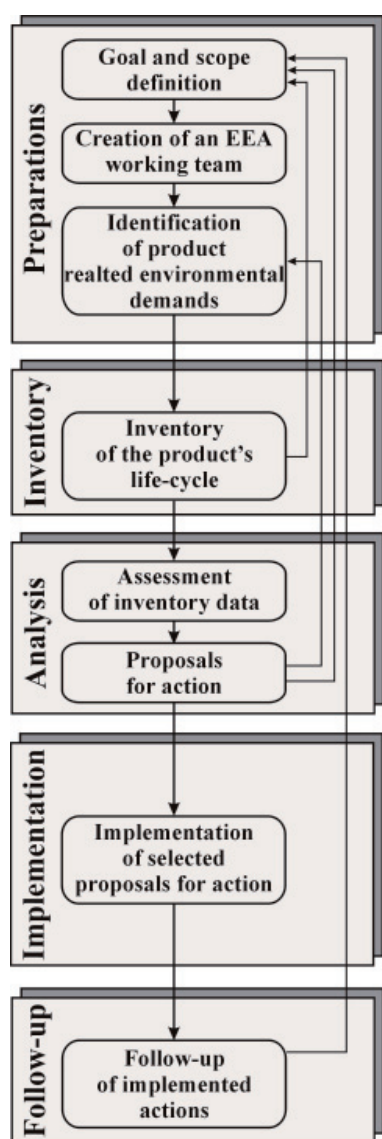 Preparations
Goal and scope
definition
Creation of an EEA
working team
Identification
of product
realted environmental
demands
Inventory
Inventory
of the product's
life-cycle
Analysis
Assessment
of inventory data
Proposals
for action
Implementation
Implementation
of selected
proposals for action
Follow-up
Follow-up
of implemented
actions